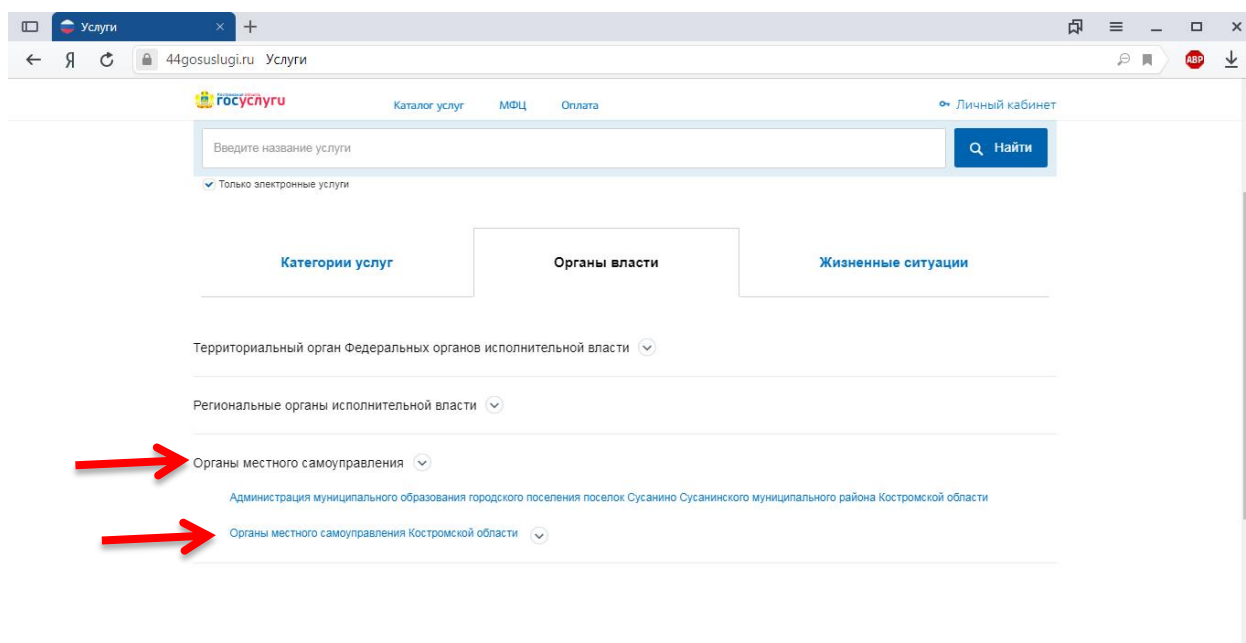 Услуги
44gosuslugi.ru Услуги
ABP
Костромская область
госуслуги
Каталог услуг МФЦ Оплата Личный кабинет
Введите название услуги Найти
Только электронные услуги
Категории услуг Органы власти Жизненные ситуации
Территориальный орган Федеральных органов исполнительной власти
Региональные органы исполнительной власти
Органы местного самоуправления
Администрация муниципального образования городского поселения поселок Сусанино Сусанинского муниципального района Костромской области
Органы местного самоуправления Костромской области